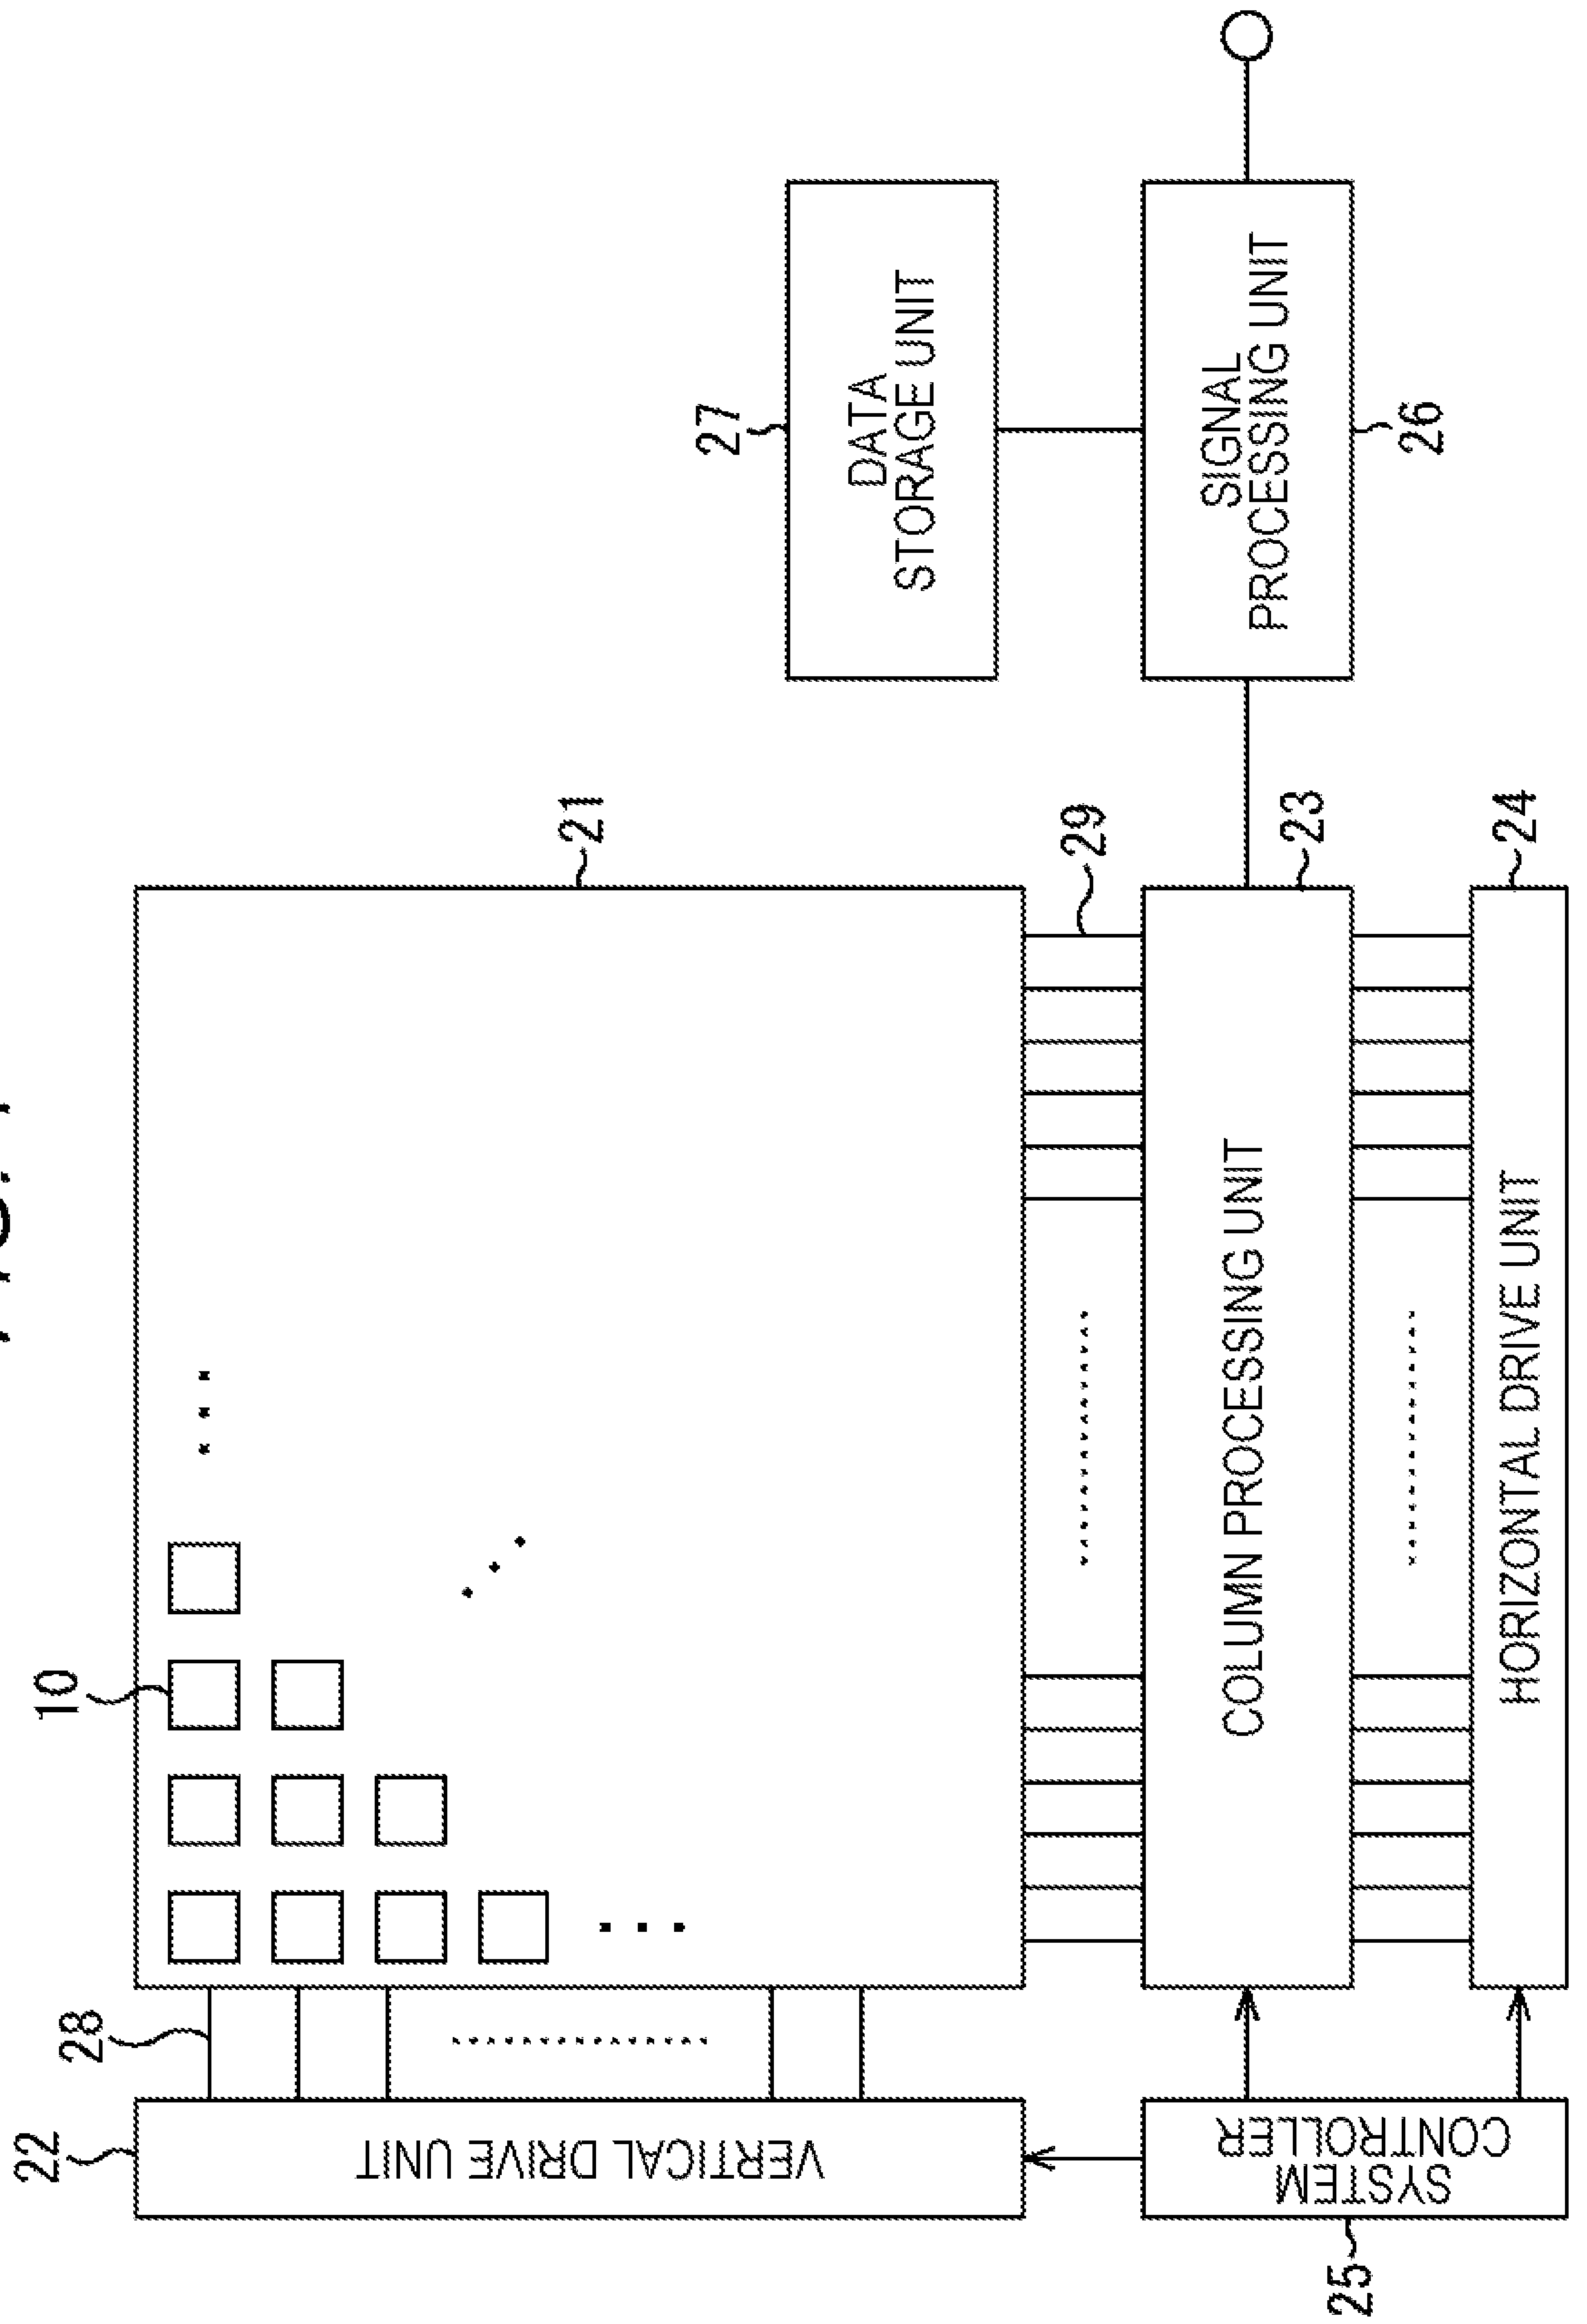 10
28
22
VERTICAL DRIVE UNIT
21
27
DATA
STORAGE UNIT
29
SYSTEM
CONTROLLER
25
COLUMN PROCESSING UNIT
23
SIGNAL
PROCESSING UNIT
26
HORIZONTAL DRIVE UNIT
24